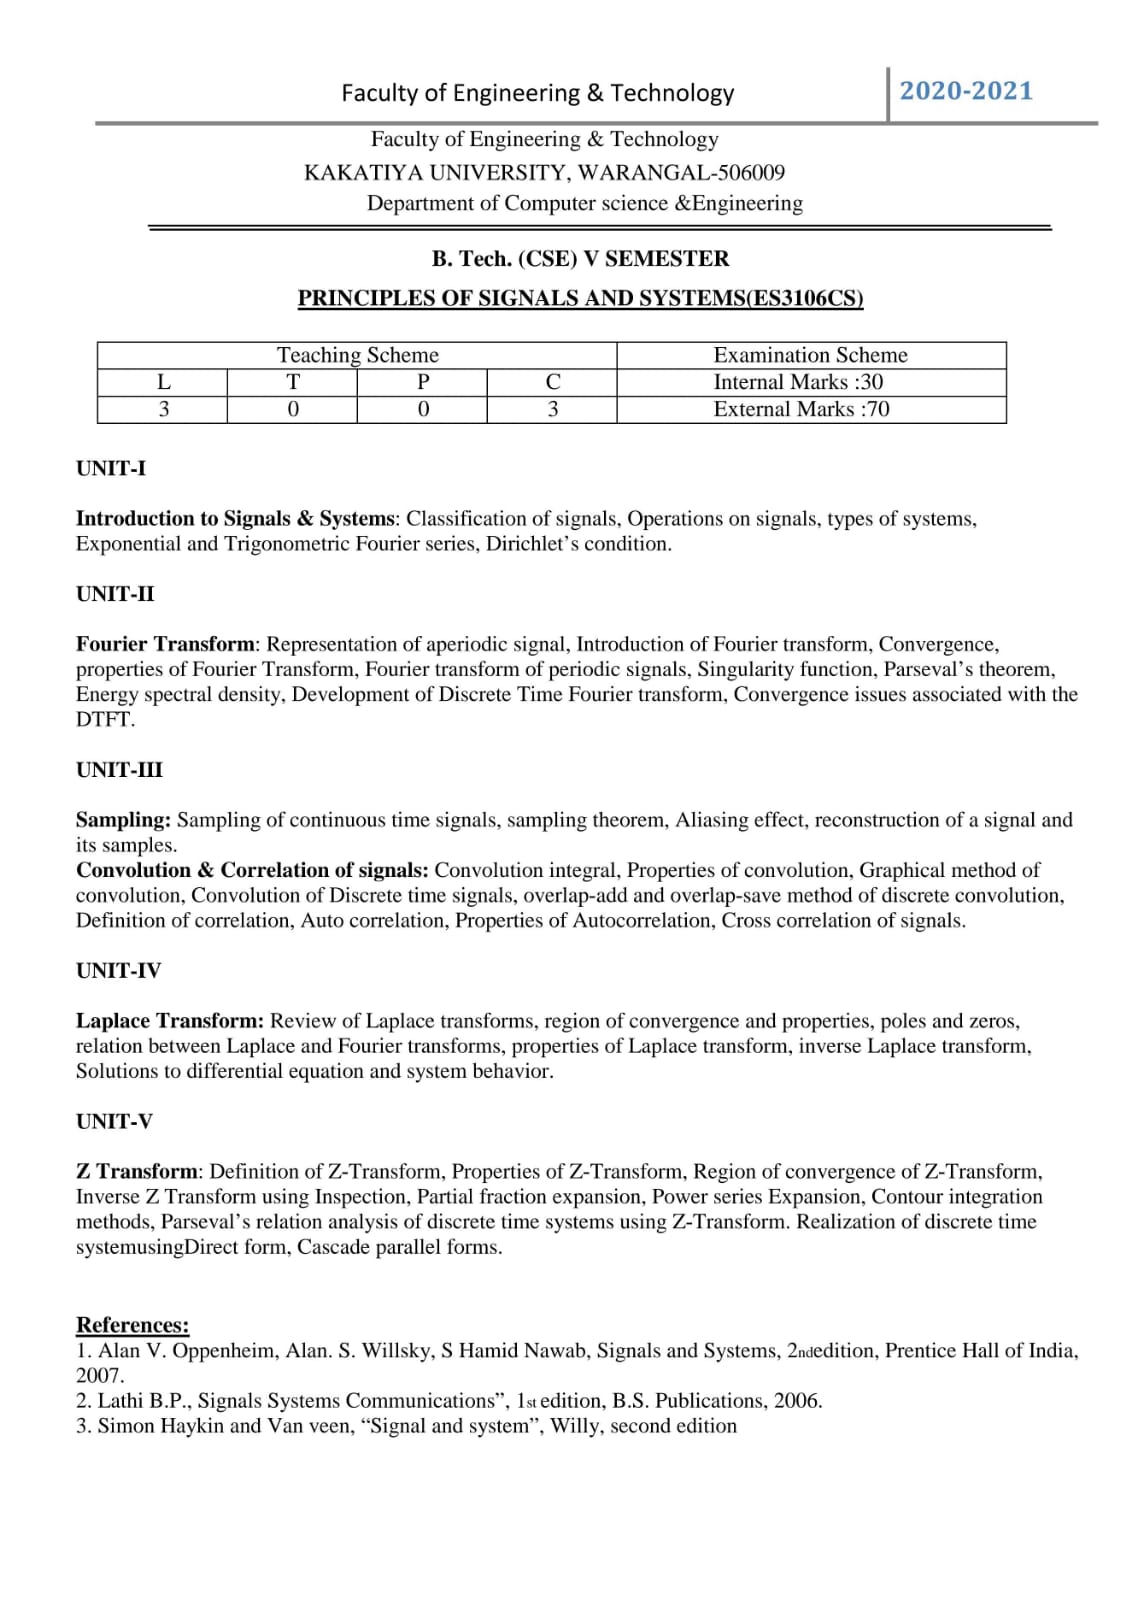 Faculty of Engineering & Technology 2020-2021
Faculty of Engineering & Technology
KAKATIYA UNIVERSITY, WARANGAL-506009
Department of Computer science &Engineering
B. Tech. (CSE) V SEMESTER
PRINCIPLES OF SIGNALS AND SYSTEMS(ES3106CS)
Teaching Scheme Examination Scheme
L T P C Internal Marks :30
3 0 0 3 External Marks :70
UNIT-I
Introduction to Signals & Systems: Classification of signals, Operations on signals, types of systems,
Exponential and Trigonometric Fourier series, Dirichlet’s condition.
UNIT-II
Fourier Transform: Representation of aperiodic signal, Introduction of Fourier transform, Convergence,
properties of Fourier Transform, Fourier transform of periodic signals, Singularity function, Parseval’s theorem,
Energy spectral density, Development of Discrete Time Fourier transform, Convergence issues associated with the
DTFT.
UNIT-III
Sampling: Sampling of continuous time signals, sampling theorem, Aliasing effect, reconstruction of a signal and
its samples.
Convolution & Correlation of signals: Convolution integral, Properties of convolution, Graphical method of
convolution, Convolution of Discrete time signals, overlap-add and overlap-save method of discrete convolution,
Definition of correlation, Auto correlation, Properties of Autocorrelation, Cross correlation of signals.
UNIT-IV
Laplace Transform: Review of Laplace transforms, region of convergence and properties, poles and zeros,
relation between Laplace and Fourier transforms, properties of Laplace transform, inverse Laplace transform,
Solutions to differential equation and system behavior.
UNIT-V
Z Transform: Definition of Z-Transform, Properties of Z-Transform, Region of convergence of Z-Transform,
Inverse Z Transform using Inspection, Partial fraction expansion, Power series Expansion, Contour integration
methods, Parseval’s relation analysis of discrete time systems using Z-Transform. Realization of discrete time
systemusingDirect form, Cascade parallel forms.
References:
1. Alan V. Oppenheim, Alan. S. Willsky, S Hamid Nawab, Signals and Systems, 2ndedition, Prentice Hall of India,
2007.
2. Lathi B.P., Signals Systems Communications”, 1st edition, B.S. Publications, 2006.
3. Simon Haykin and Van veen, “Signal and system”, Willy, second edition